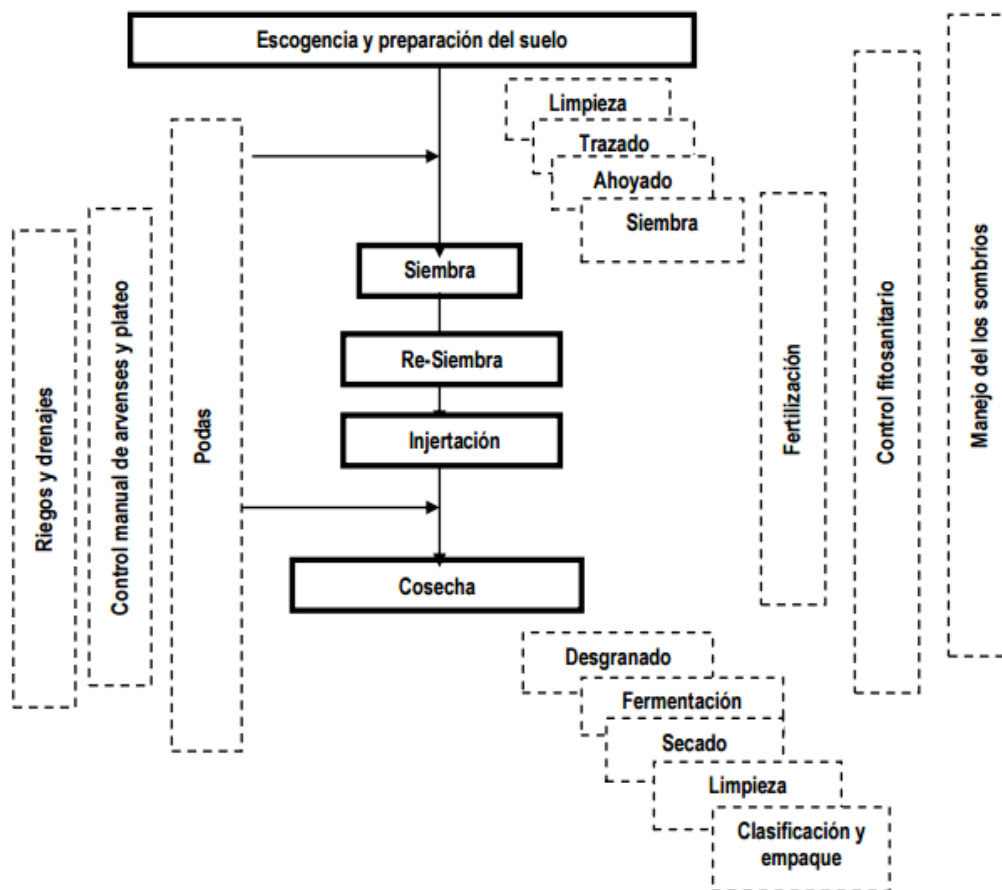 Escogencia y preparación del suelo
Limpieza
Trazado
Ahoyado
Siembra
Siembra
Re-Siembra
Injertación
Cosecha
Riegos y drenajes
Control manual de arvenses y plateo
Podas
Fertilización
Control fitosanitario
Manejo del los sombríos
Desgranado
Fermentación
Secado
Limpieza
Clasificación y
empaque